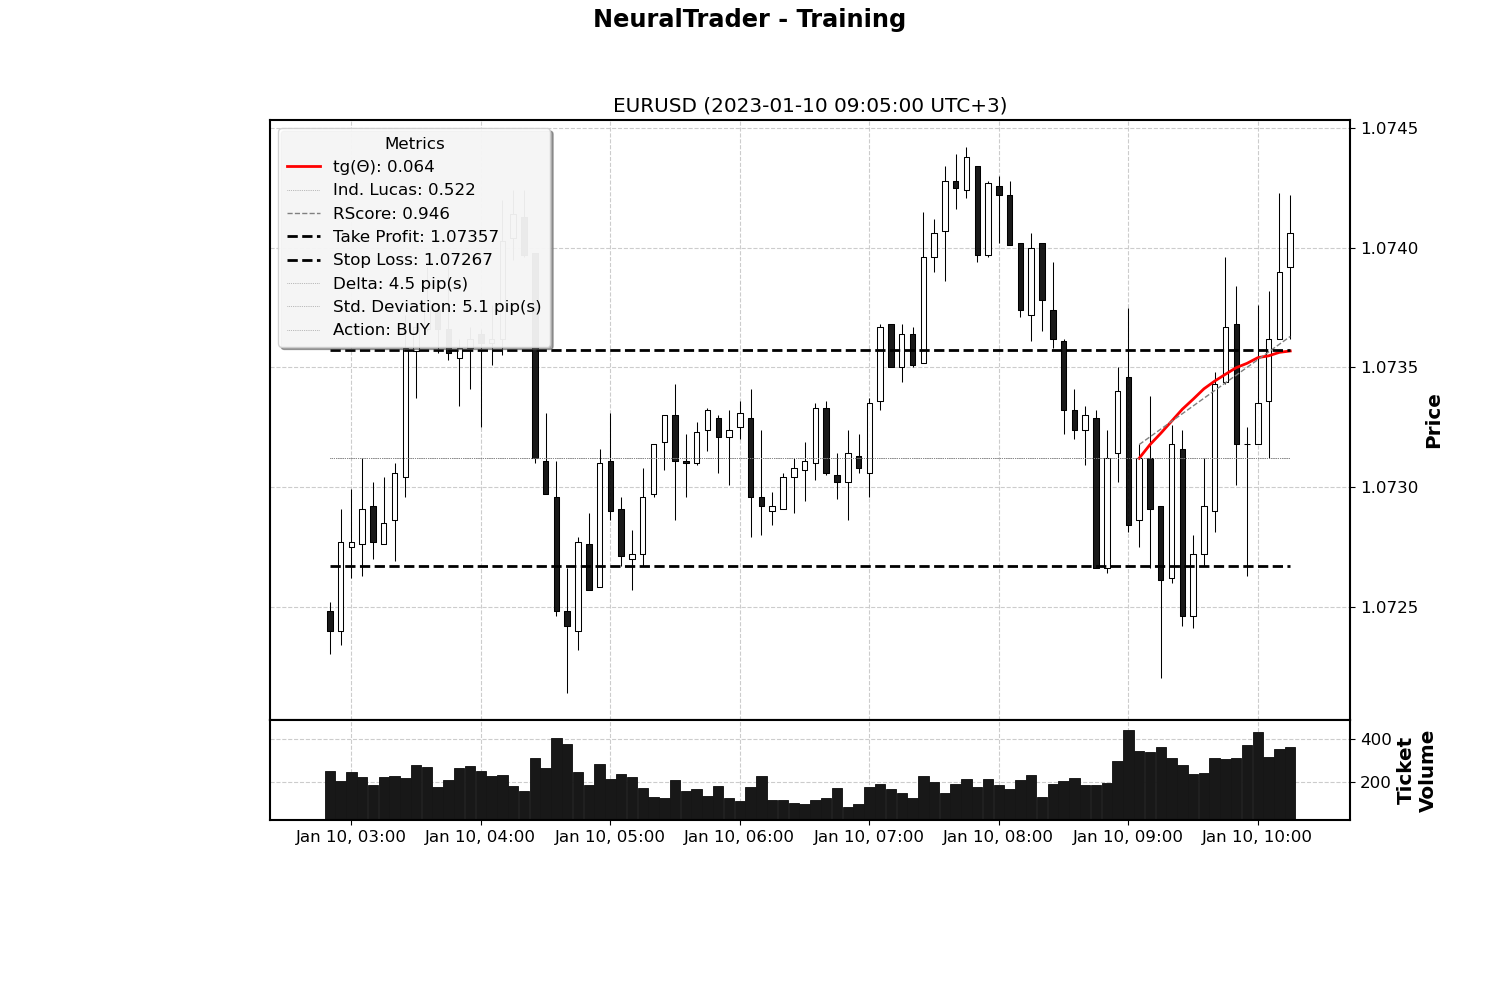 NeuralTrader - Training
EURUSD (2023-01-10 09:05:00 UTC+3)
Metrics
tg(Θ): 0.064
Ind. Lucas: 0.522
RScore: 0.946
Take Profit: 1.07357
Stop Loss: 1.07267
Delta: 4.5 pip(s)
Std. Deviation: 5.1 pip(s)
Action: BUY
1.0745
1.0740
1.0735
1.0730
1.0725
Price
400
200
Ticket
Volume
Jan 10, 03:00
Jan 10, 04:00
Jan 10, 05:00
Jan 10, 06:00
Jan 10, 07:00
Jan 10, 08:00
Jan 10, 09:00
Jan 10, 10:00